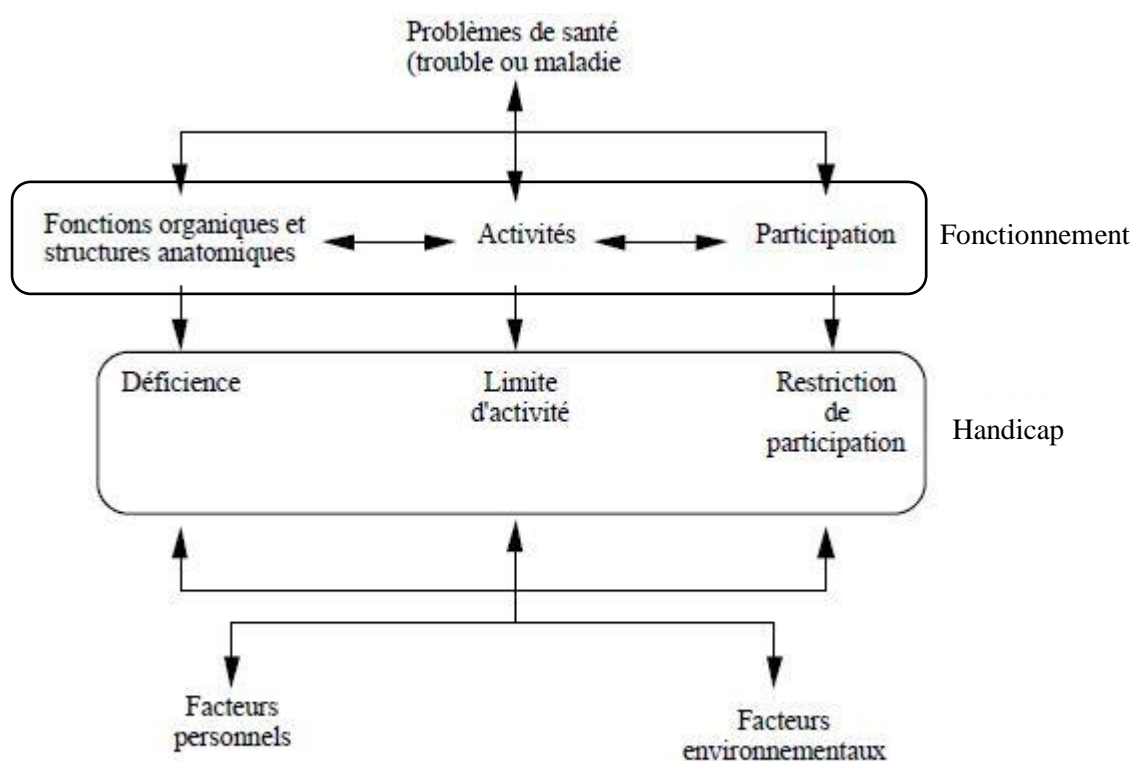 Problèmes de santé
(trouble ou maladie
Fonctions organiques et
structures anatomiques
Activités
Participation
Fonctionnement
Déficience
Limite
d'activité
Restriction
de
participation
Handicap
Facteurs
personnels
Facteurs
environnementaux